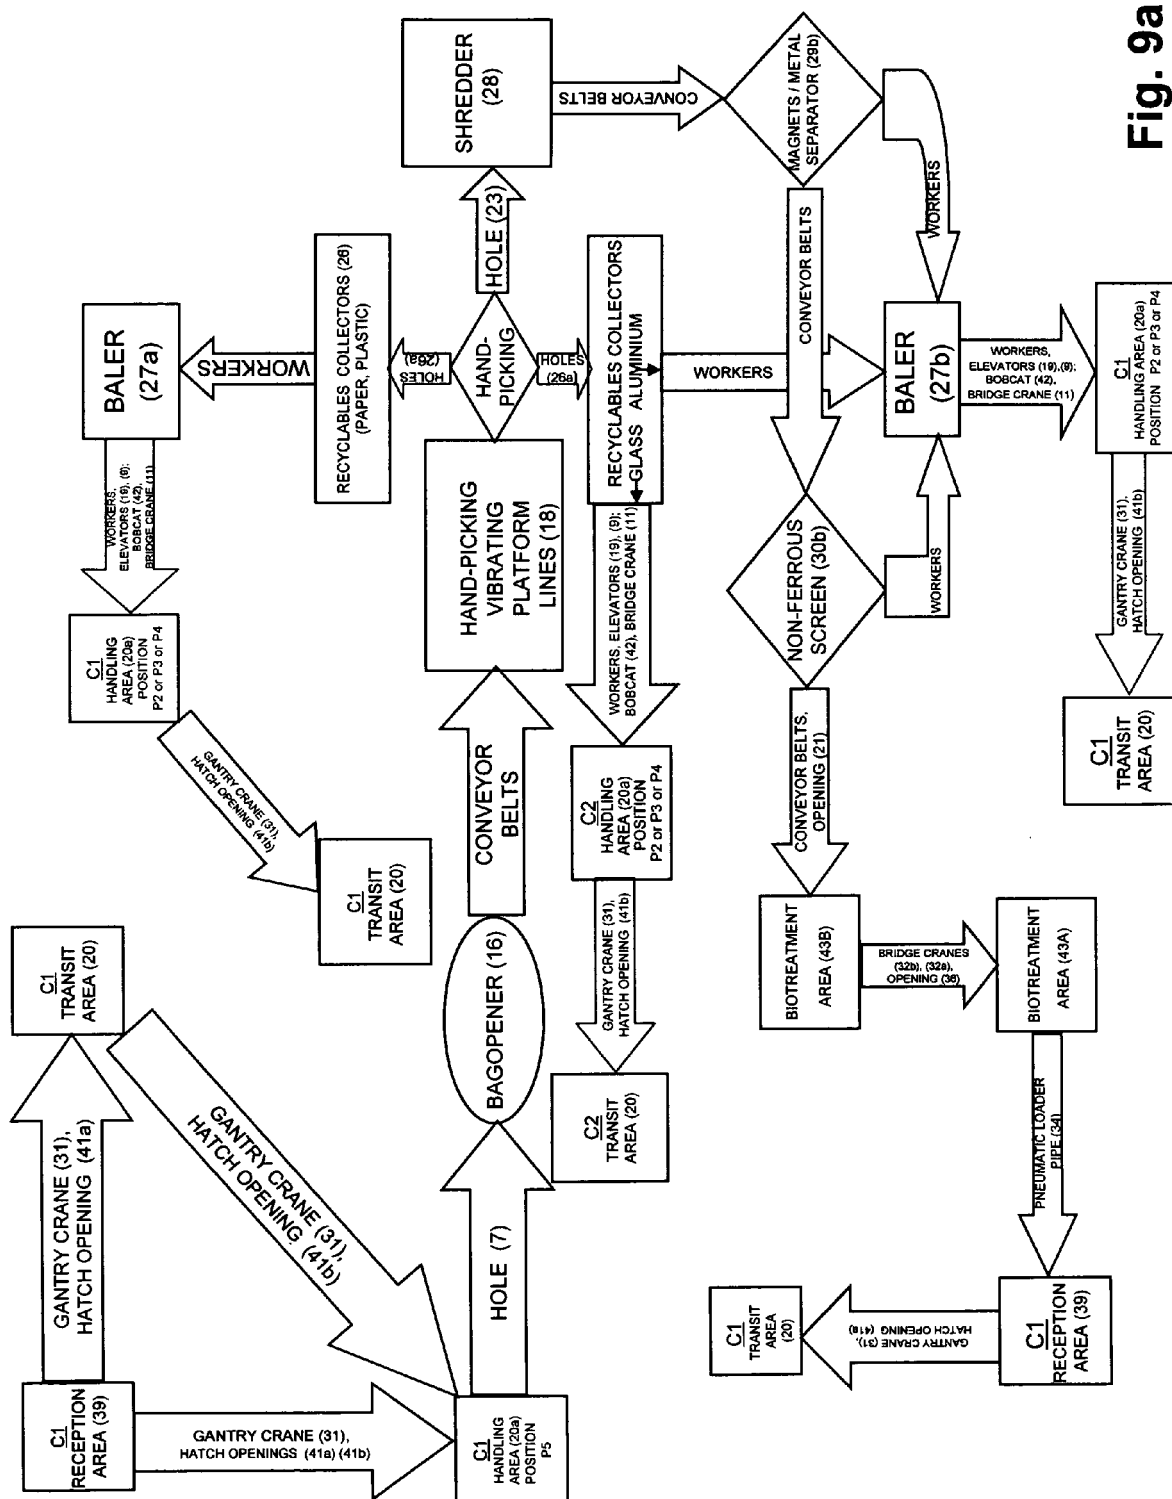 C1
RECEPTION
AREA (39)
GANTRY CRANE (31),
HATCH OPENING (41a)
C1
TRANSIT
AREA (20)
GANTRY CRANE (31),
HATCH OPENING
(41b)
GANTRY CRANE (31),
HATCH OPENINGS (41a) (41b)
C1
HANDLING
AREA (20a)
POSITION
P5
HOLE (7)
BAGOPENER (16)
CONVEYOR
BELTS
HAND-PICKING
VIBRATING
PLATFORM
LINES (18)
HAND-
PICKING
HOLES
(26a)
RECYCLABLES COLLECTORS (26)
(PAPER, PLASTIC)
WORKERS
BALER
(27a)
WORKERS,
ELEVATORS (19), (9);
BOBCAT (42),
BRIDGE CRANE (11)
C1
HANDLING
AREA (20a)
POSITION
P2 or P3 or P4
GANTRY CRANE (31),
HATCH OPENING (41b)
C1
TRANSIT
AREA (20)
HOLE (23)
SHREDDER
(28)
CONVEYOR BELTS
MAGNETS / METAL
SEPARATOR (29b)
WORKERS
CONVEYOR BELTS
HOLES
(26a)
RECYCLABLES COLLECTORS
GLASS ALUMINIUM
WORKERS
WORKERS, ELEVATORS (19), (9);
BOBCAT (42), BRIDGE CRANE (11)
C2
HANDLING
AREA (20a)
POSITION
P2 or P3 or P4
GANTRY CRANE (31),
HATCH OPENING (41b)
C2
TRANSIT
AREA (20)
NON-FERROUS
SCREEN (30b)
WORKERS
BALER
(27b)
WORKERS,
ELEVATORS (19),(9);
BOBCAT (42),
BRIDGE CRANE (11)
C1
HANDLING AREA (20a)
POSITION P2 or P3 or P4
GANTRY CRANE (31),
HATCH OPENING (41b)
C1
TRANSIT
AREA (20)
CONVEYOR BELTS,
OPENING (21)
BIOTREATMENT
AREA (43B)
BRIDGE CRANES
(32b), (32a),
OPENING (36)
BIOTREATMENT
AREA (43A)
PNEUMATIC LOADER
PIPE (34)
C1
RECEPTION
AREA (39)
GANTRY CRANE (31),
HATCH OPENING (41a)
C1
TRANSIT
AREA
(20)
Fig. 9a